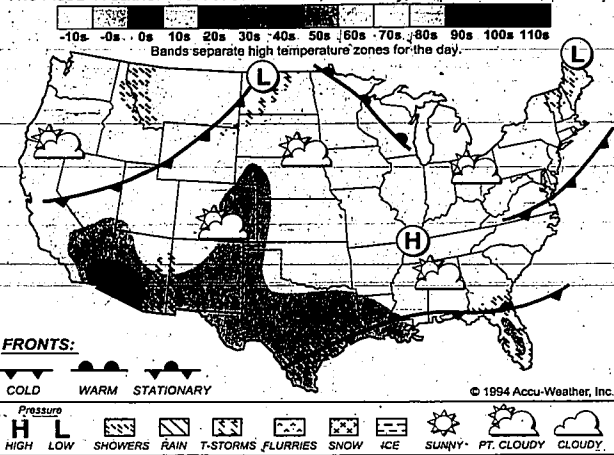 -10s -0s 0s 10s 20s 30s 40s 50s 60s 70s 80s 90s 100s 110s
Bands separate high temperature zones for the day.
L
L
H
FRONTS:
COLD WARM STATIONARY
© 1994 Accu-Weather, Inc.
Pressure
H L
HIGH LOW SHOWERS RAIN T-STORMS FLURRIES SNOW ICE SUNNY PT. CLOUDY CLOUDY